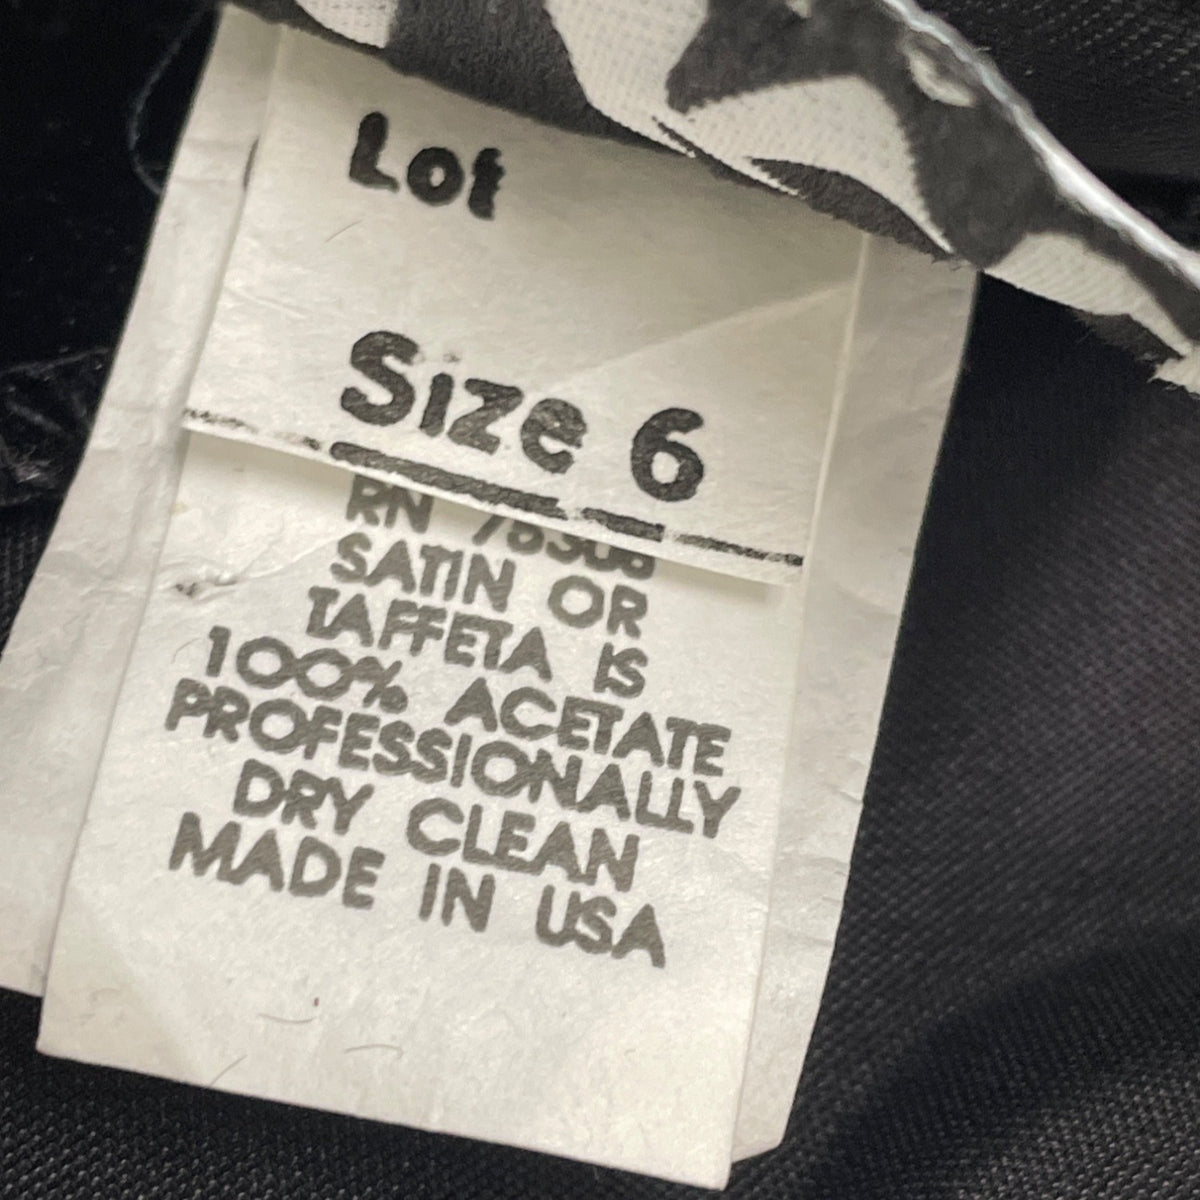 Lot
Size 6
RN
SATIN OR
TAFFETA IS
100% ACETATE
PROFESSIONALLY
DRY CLEAN
MADE IN USA